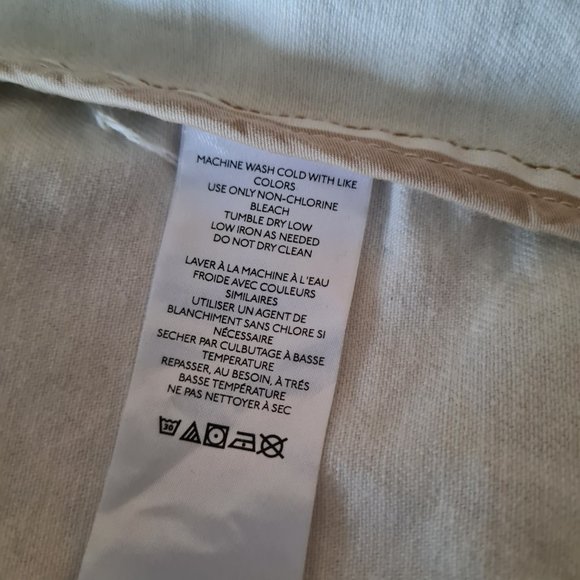 MACHINE WASH COLD WITH LIKE
COLORS
USE ONLY NON-CHLORINE
BLEACH
TUMBLE DRY LOW
LOW IRON AS NEEDED
DO NOT DRY CLEAN
LAVER À LA MACHINE À L'EAU
FROIDE AVEC COULEURS
SIMILAIRES
UTILISER UN AGENT DE
BLANCHIMENT SANS CHLORE SI
NÉCESSAIRE
SECHER PAR CULBUTAGE À BASSE
TEMPERATURE
REPASSER, AU BESOIN, À TRÉS
BASSE TEMPÉRATURE
NE PAS NETTOYER À SEC
30